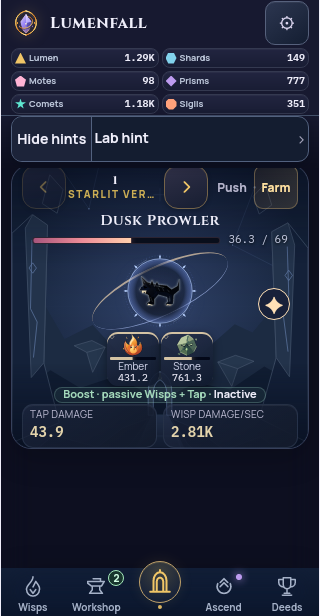 LUMENFALL
Lumen 1.29K
Shards 149
Motes 98
Prisms 777
Comets 1.18K
Sigils 351
Hide hints
Lab hint
1
STARLIT VER…
Push
Farm
DUSK PROWLER
36.3 / 69
Ember
431.2
Stone
761.3
Boost · passive Wisps + Tap · Inactive
TAP DAMAGE
43.9
WISP DAMAGE/SEC
2.81K
Wisps
Workshop
2
Ascend
Deeds